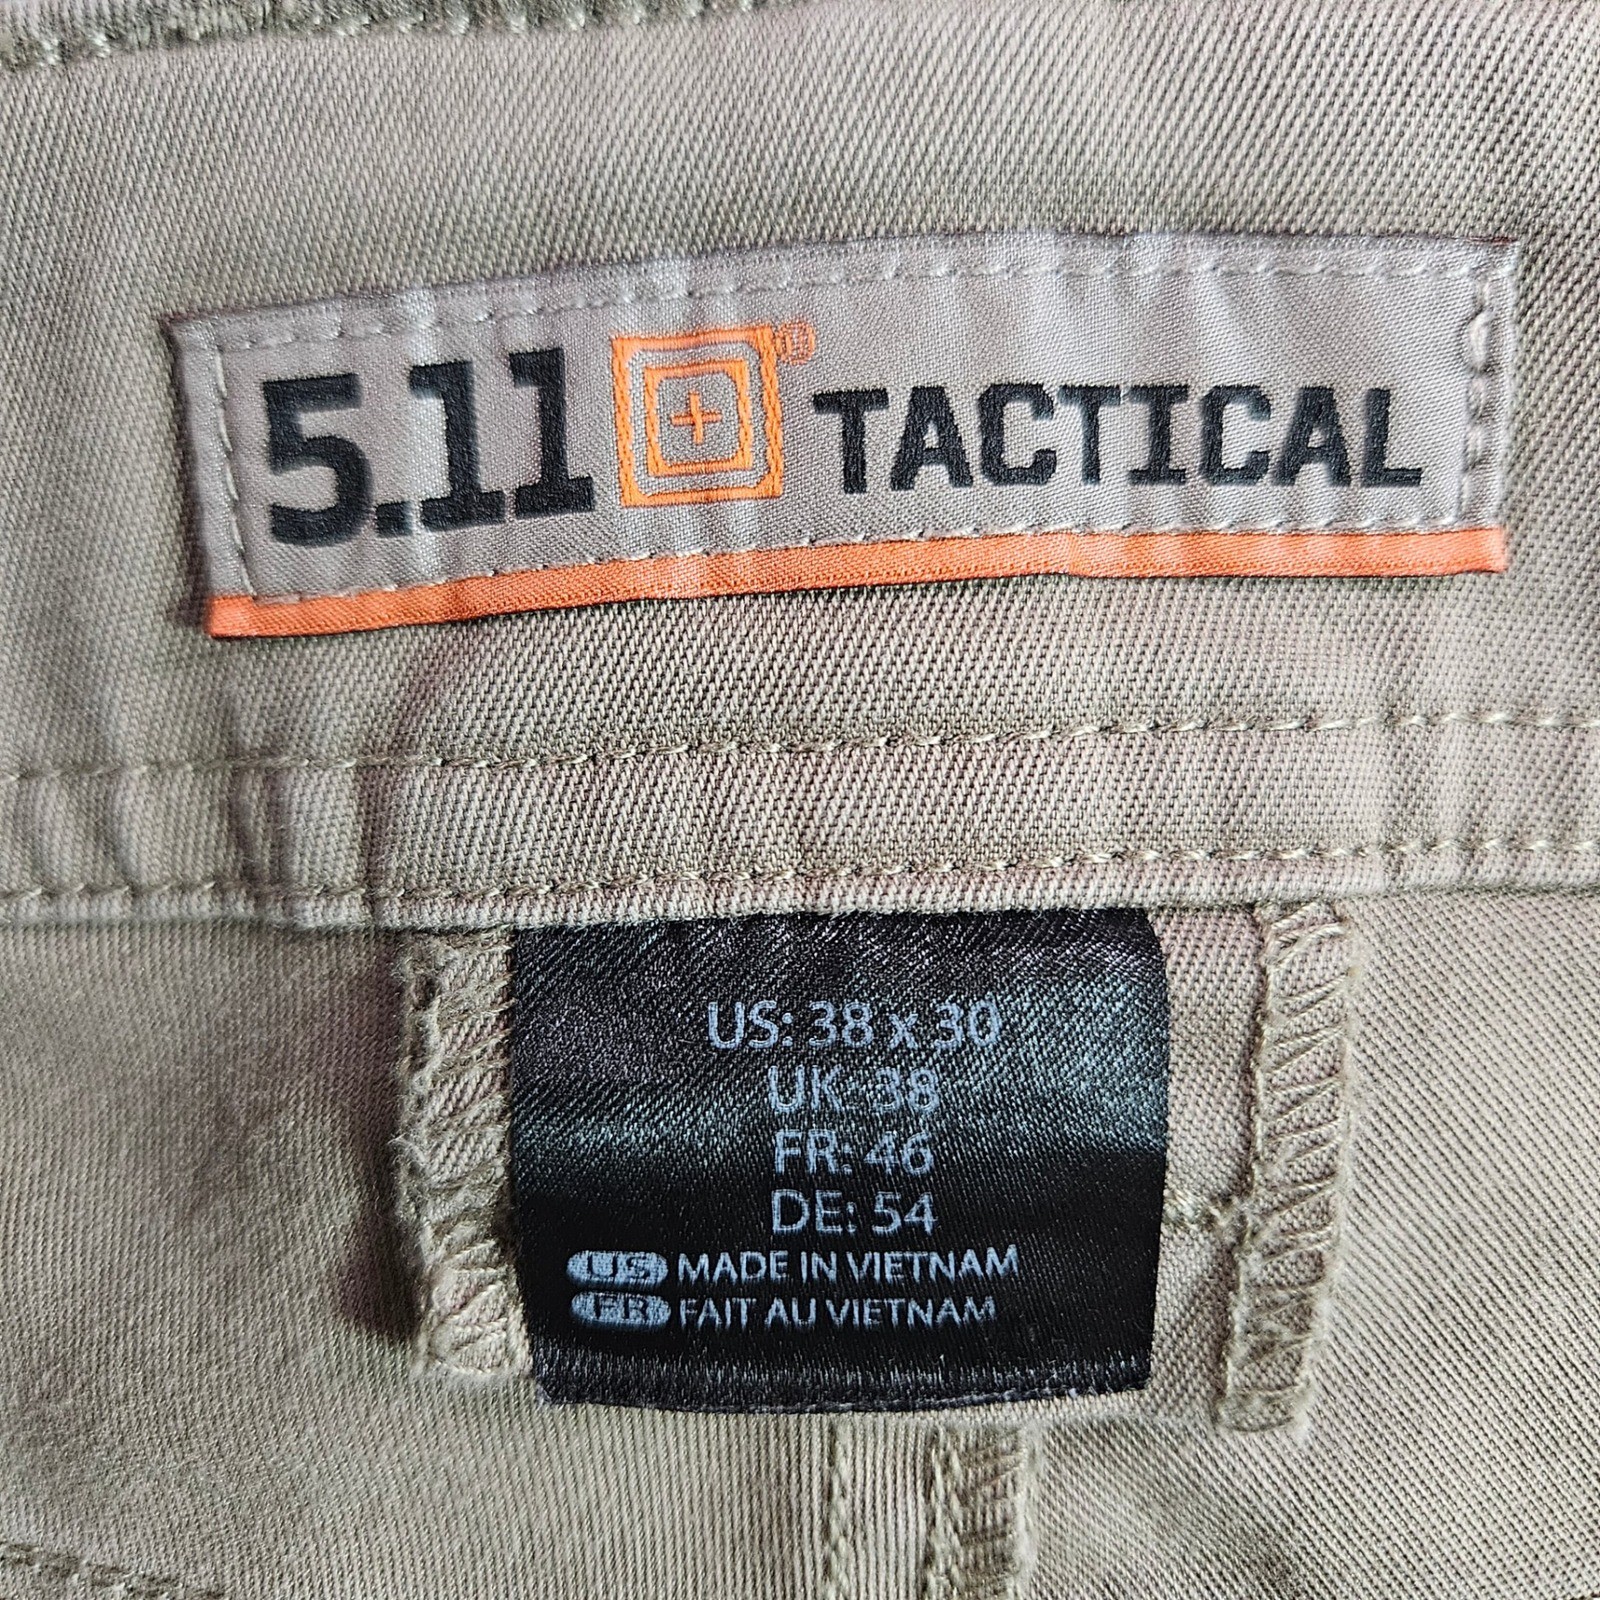 5.11 ® TACTICAL
US: 38 x 30
UK: 38
FR: 46
DE: 54
US MADE IN VIETNAM
FR FAIT AU VIETNAM